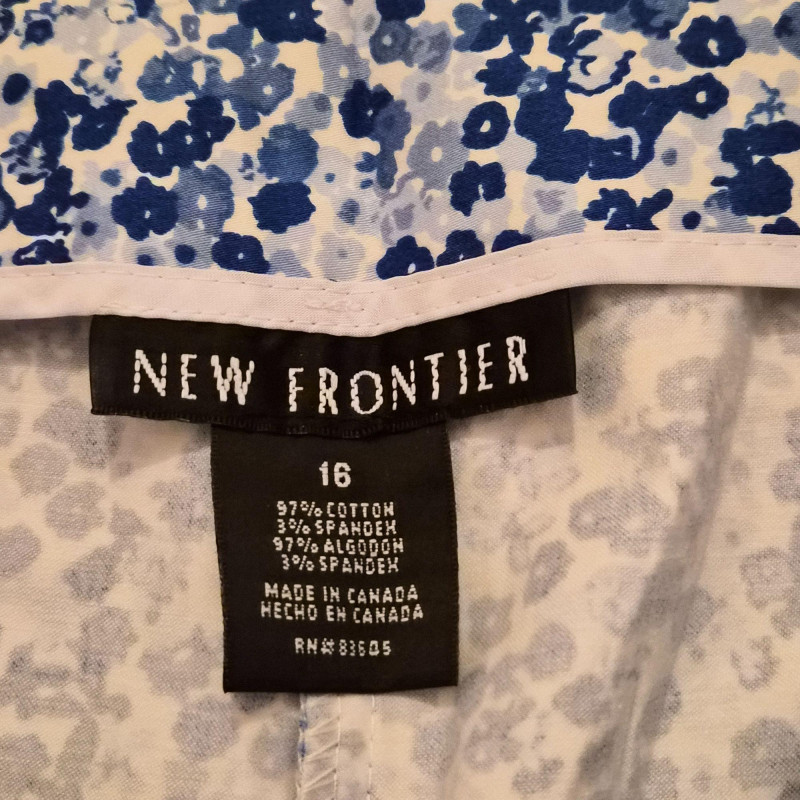 NEW FRONTIER
16
97% COTTON
3% SPANDEX
97% ALGODON
3% SPANDEX
MADE IN CANADA
HECHO EN CANADA
RN# 83605